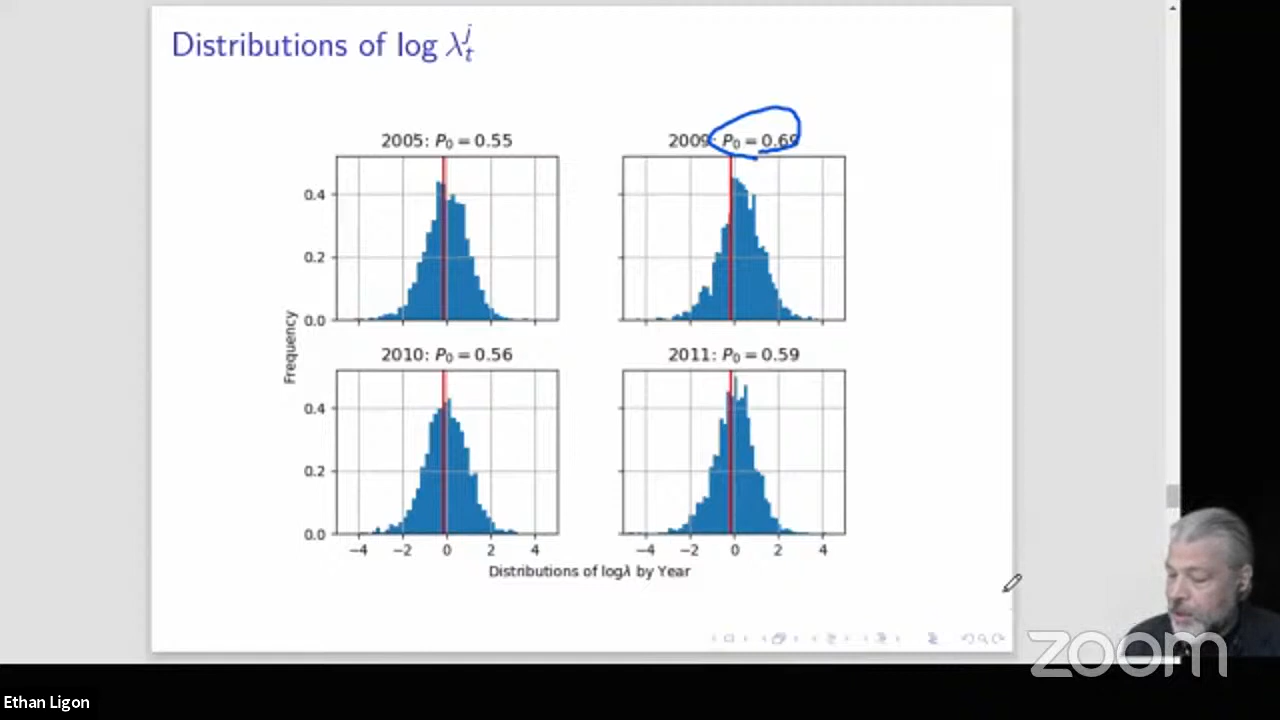 Distributions of log λ_t^j
2005: P₀ = 0.55
2009: P₀ = 0.69
0.4
0.2
0.0
Frequency
2010: P₀ = 0.56
2011: P₀ = 0.59
0.4
0.2
0.0
−4 −2 0 2 4
−4 −2 0 2 4
Distributions of logλ by Year
zoom
Ethan Ligon